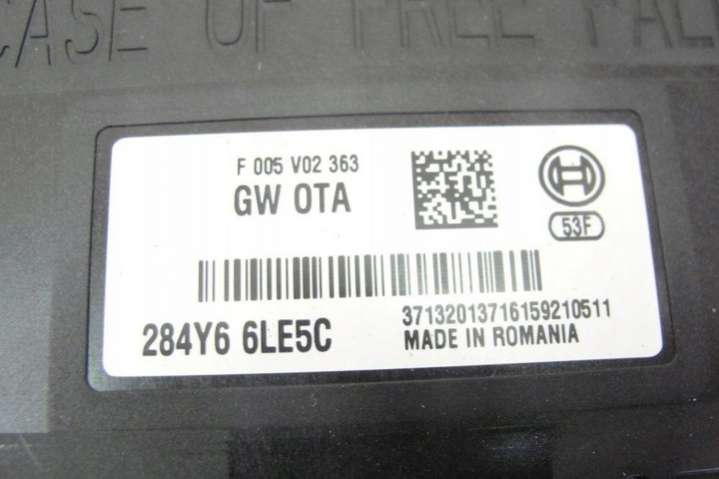 CASE OF FREE FAL
F 005 V02 363
GW OTA
53F
284Y6 6LE5C
37132013716159210511
MADE IN ROMANIA